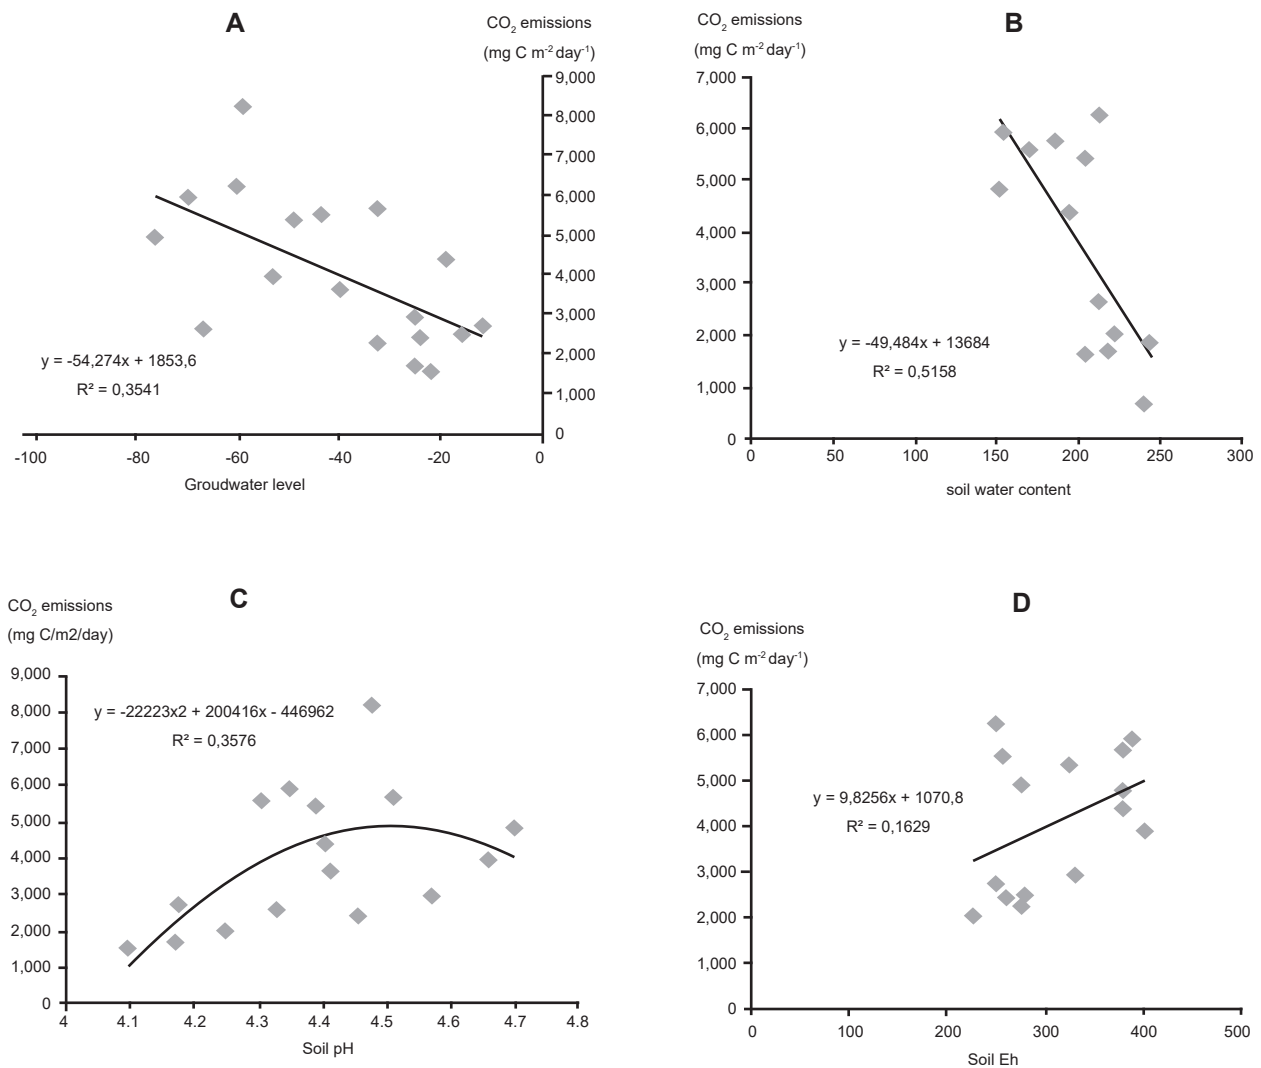 A
CO2 emissions
(mg C m-2 day-1)
9,000
8,000
7,000
6,000
5,000
4,000
3,000
2,000
1,000
0
y = -54,274x + 1853,6
R² = 0,3541
-100 -80 -60 -40 -20 0
Groudwater level
B
CO2 emissions
(mg C m-2 day-1)
7,000
6,000
5,000
4,000
3,000
2,000
1,000
0
y = -49,484x + 13684
R² = 0,5158
0 50 100 150 200 250 300
soil water content
C
CO2 emissions
(mg C/m2/day)
9,000
8,000
7,000
6,000
5,000
4,000
3,000
2,000
1,000
0
y = -22223x2 + 200416x - 446962
R² = 0,3576
4 4.1 4.2 4.3 4.4 4.5 4.6 4.7 4.8
Soil pH
D
CO2 emissions
(mg C m-2 day-1)
7,000
6,000
5,000
4,000
3,000
2,000
1,000
0
y = 9,8256x + 1070,8
R² = 0,1629
0 100 200 300 400 500
Soil Eh